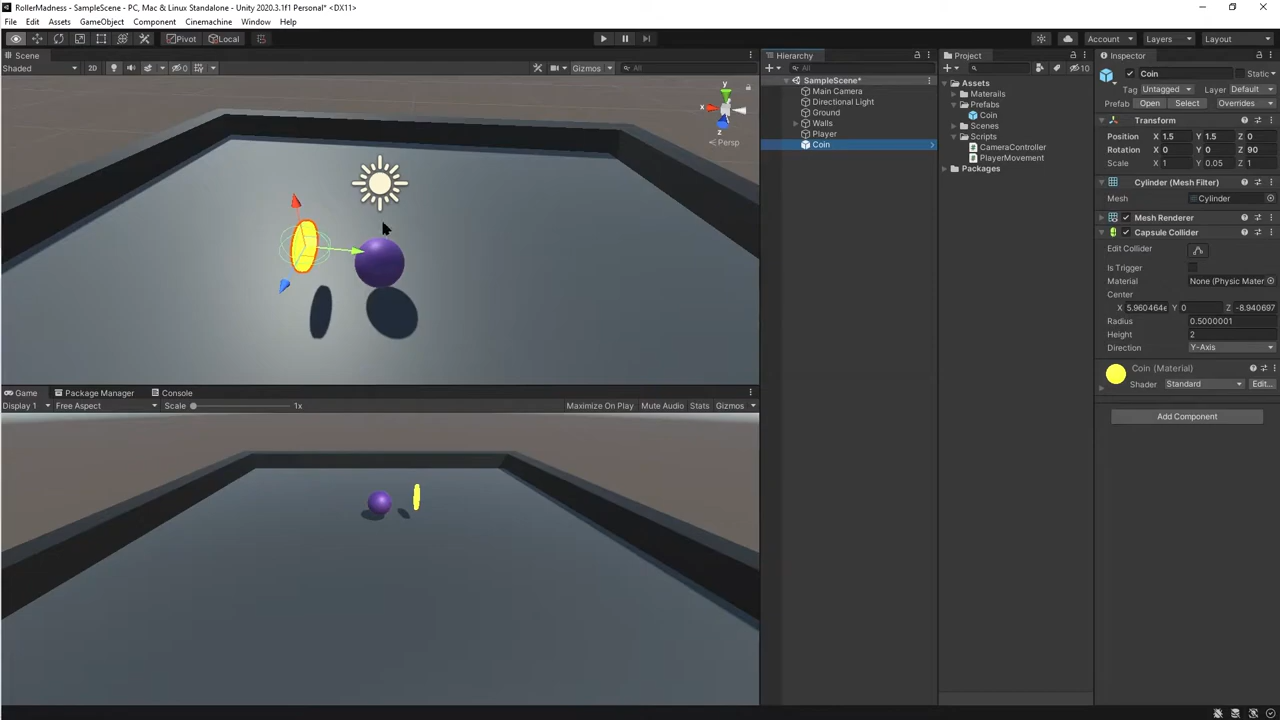 RollerMadness - SampleScene - PC, Mac & Linux Standalone - Unity 2020.3.1f1 Personal* <DX11>
File Edit Assets GameObject Component Cinemachine Window Help
Pivot Local Account Layers Layout
Scene
Shaded 2D 0 Gizmos All
y
x
z
Persp
Game Package Manager Console
Display 1 Free Aspect Scale 1x Maximize On Play Mute Audio Stats Gizmos
Hierarchy
All
SampleScene*
Main Camera
Directional Light
Ground
Walls
Player
Coin
Project
10
Assets
Materails
Prefabs
Coin
Scenes
Scripts
CameraController
PlayerMovement
Packages
Inspector
Coin Static
Tag Untagged Layer Default
Prefab Open Select Overrides
Transform
Position X 1.5 Y 1.5 Z 0
Rotation X 0 Y 0 Z 90
Scale X 1 Y 0.05 Z 1
Cylinder (Mesh Filter)
Mesh Cylinder
Mesh Renderer
Capsule Collider
Edit Collider
Is Trigger
Material None (Physic Mater
Center
X 5.960464e Y 0 Z -8.940697
Radius 0.5000001
Height 2
Direction Y-Axis
Coin (Material)
Shader Standard Edit...
Add Component